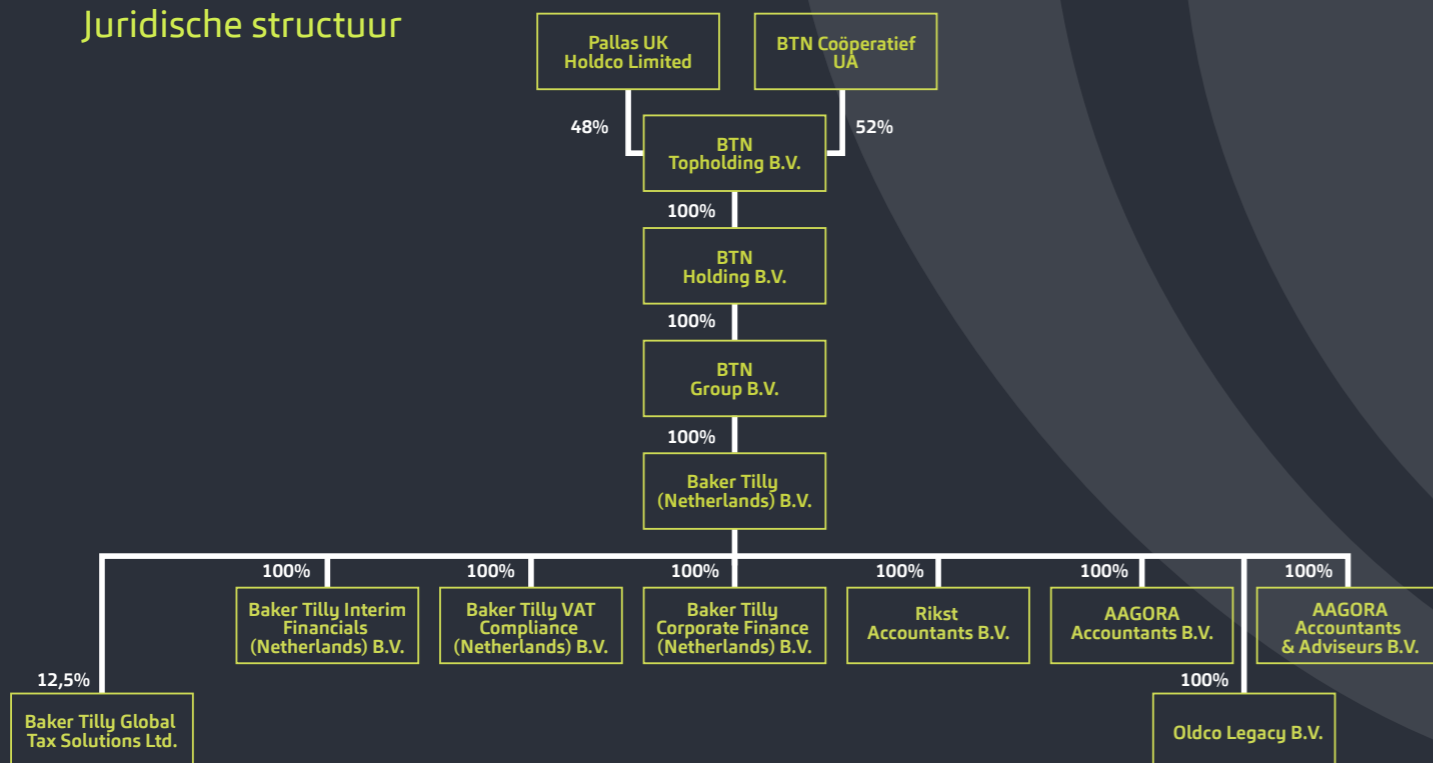 Juridische structuur
Pallas UK
Holdco Limited
BTN Coöperatief
UA
48%
52%
BTN
Topholding B.V.
100%
BTN
Holding B.V.
100%
BTN
Group B.V.
100%
Baker Tilly
(Netherlands) B.V.
100%
100%
100%
100%
100%
100%
Baker Tilly Interim
Financials
(Netherlands) B.V.
Baker Tilly VAT
Compliance
(Netherlands) B.V.
Baker Tilly
Corporate Finance
(Netherlands) B.V.
Rikst
Accountants B.V.
AAGORA
Accountants B.V.
AAGORA
Accountants
& Adviseurs B.V.
12,5%
100%
Baker Tilly Global
Tax Solutions Ltd.
Oldco Legacy B.V.